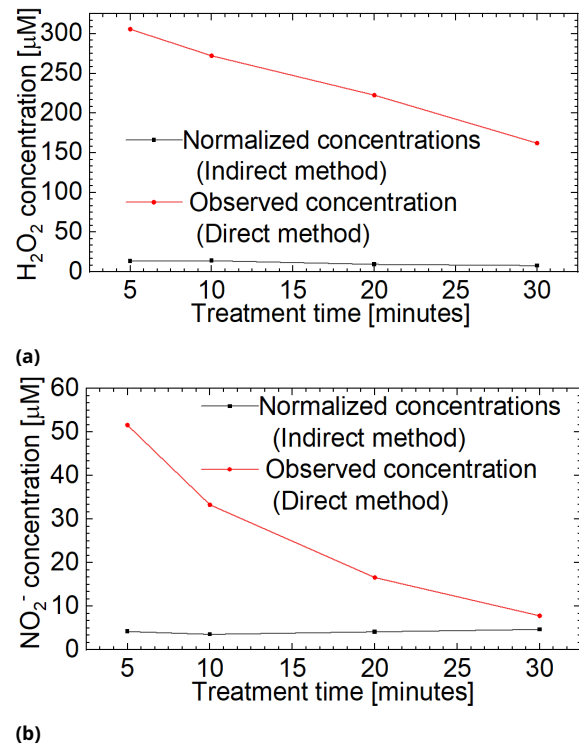 300
250
200
150
100
50
0
H₂O₂ concentration [μM]
Normalized concentrations
(Indirect method)
Observed concentration
(Direct method)
5 10 15 20 25 30
Treatment time [minutes]
(a)
60
50
40
30
20
10
0
NO₂⁻ concentration [μM]
Normalized concentrations
(Indirect method)
Observed concentration
(Direct method)
5 10 15 20 25 30
Treatment time [minutes]
(b)